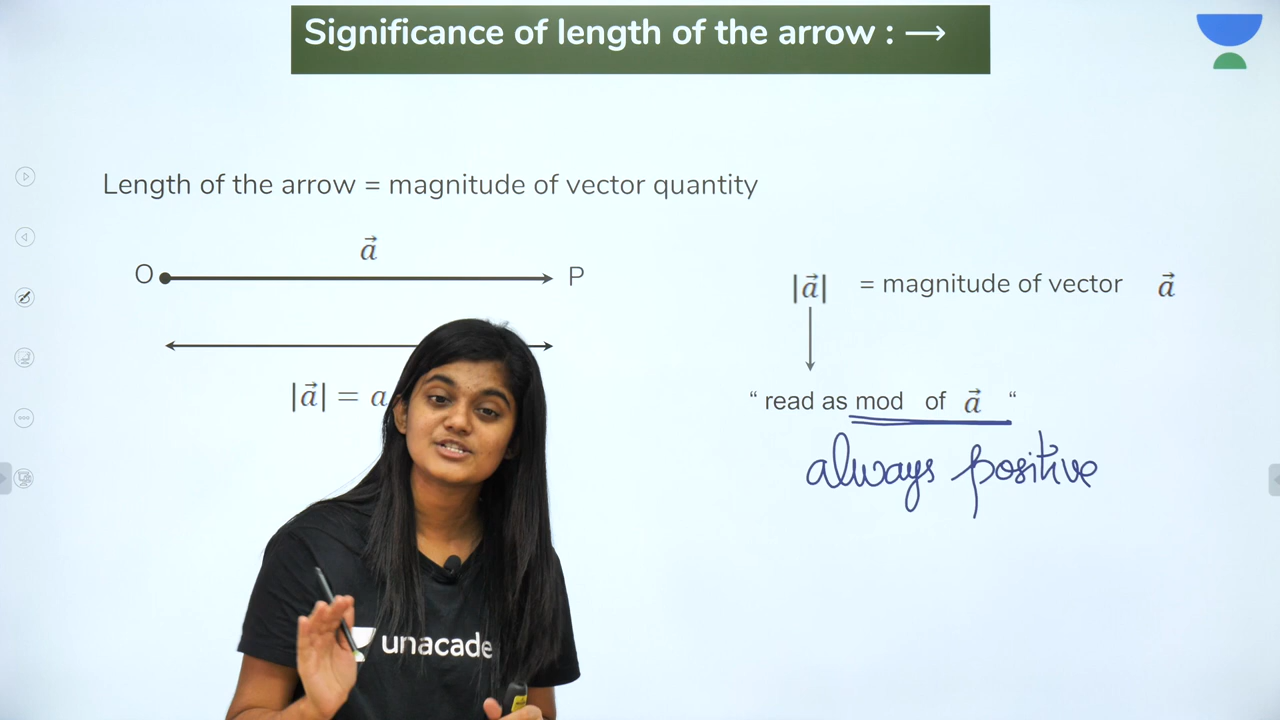 Significance of length of the arrow : →
Length of the arrow = magnitude of vector quantity
a⃗
O P
|a⃗| = a
|a⃗| = magnitude of vector a⃗
“ read as mod of a⃗ “
always positive
unacade